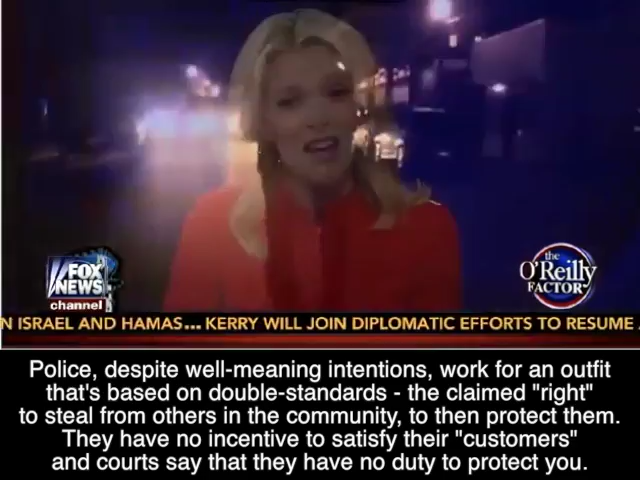 FOX
NEWS
channel
the
O'Reilly
FACTOR
N ISRAEL AND HAMAS... KERRY WILL JOIN DIPLOMATIC EFFORTS TO RESUME
Police, despite well-meaning intentions, work for an outfit
that's based on double-standards - the claimed "right"
to steal from others in the community, to then protect them.
They have no incentive to satisfy their "customers"
and courts say that they have no duty to protect you.